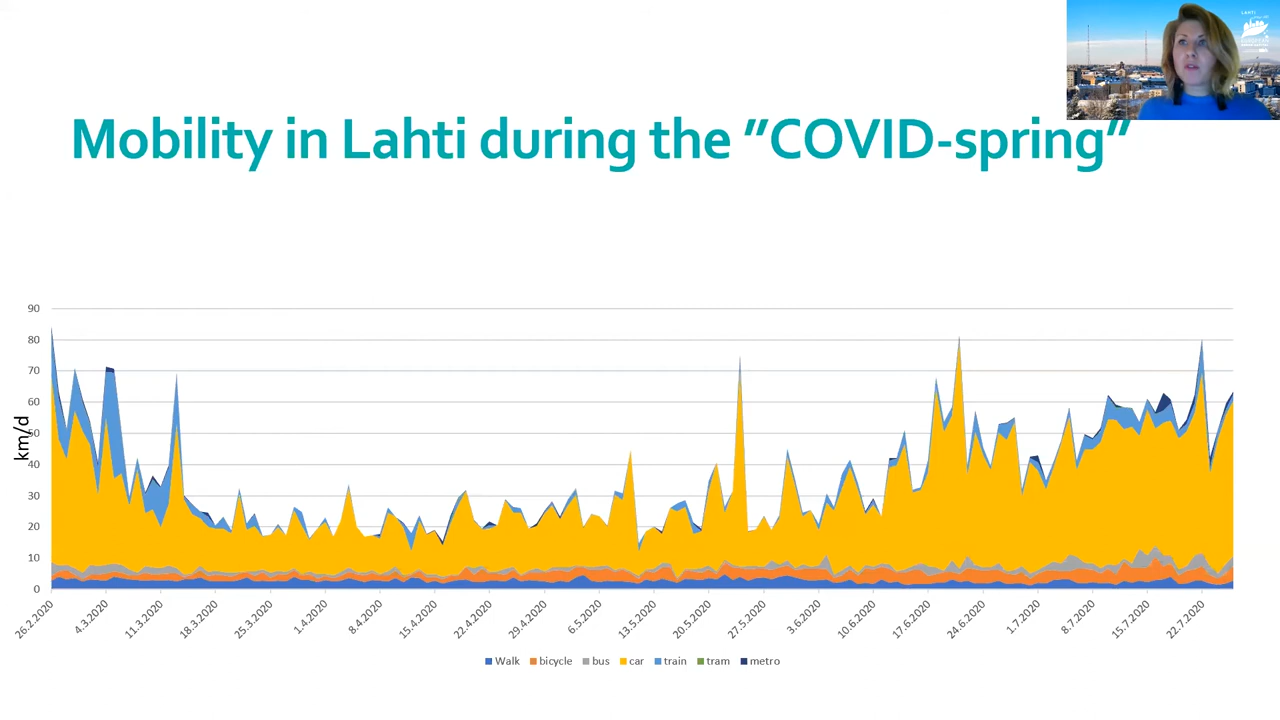 LAHTI
EUROPEAN
Mobility in Lahti during the ”COVID-spring”
90
80
70
60
50
40
30
20
10
0
km/d
26.2.2020 4.3.2020 11.3.2020 18.3.2020 25.3.2020 1.4.2020 8.4.2020 15.4.2020 22.4.2020 29.4.2020 6.5.2020 13.5.2020 20.5.2020 27.5.2020 3.6.2020 10.6.2020 17.6.2020 24.6.2020 1.7.2020 8.7.2020 15.7.2020 22.7.2020
Walk bicycle bus car train tram metro